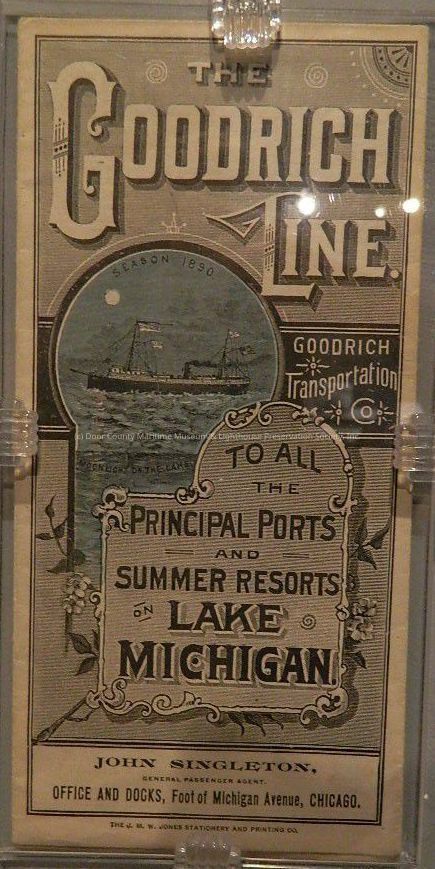 THE
GOODRICH
LINE.
SEASON 1890
GOODRICH
Transportation
Co
(c) Door County Maritime Museum & Lighthouse Preservation Society, Inc
MOONLIGHT ON THE LAKE
TO ALL
THE
PRINCIPAL PORTS
AND
SUMMER RESORTS
ON LAKE
MICHIGAN.
JOHN SINGLETON,
GENERAL PASSENGER AGENT.
OFFICE AND DOCKS, Foot of Michigan Avenue, CHICAGO.
THE J. M. W. JONES STATIONERY AND PRINTING CO.